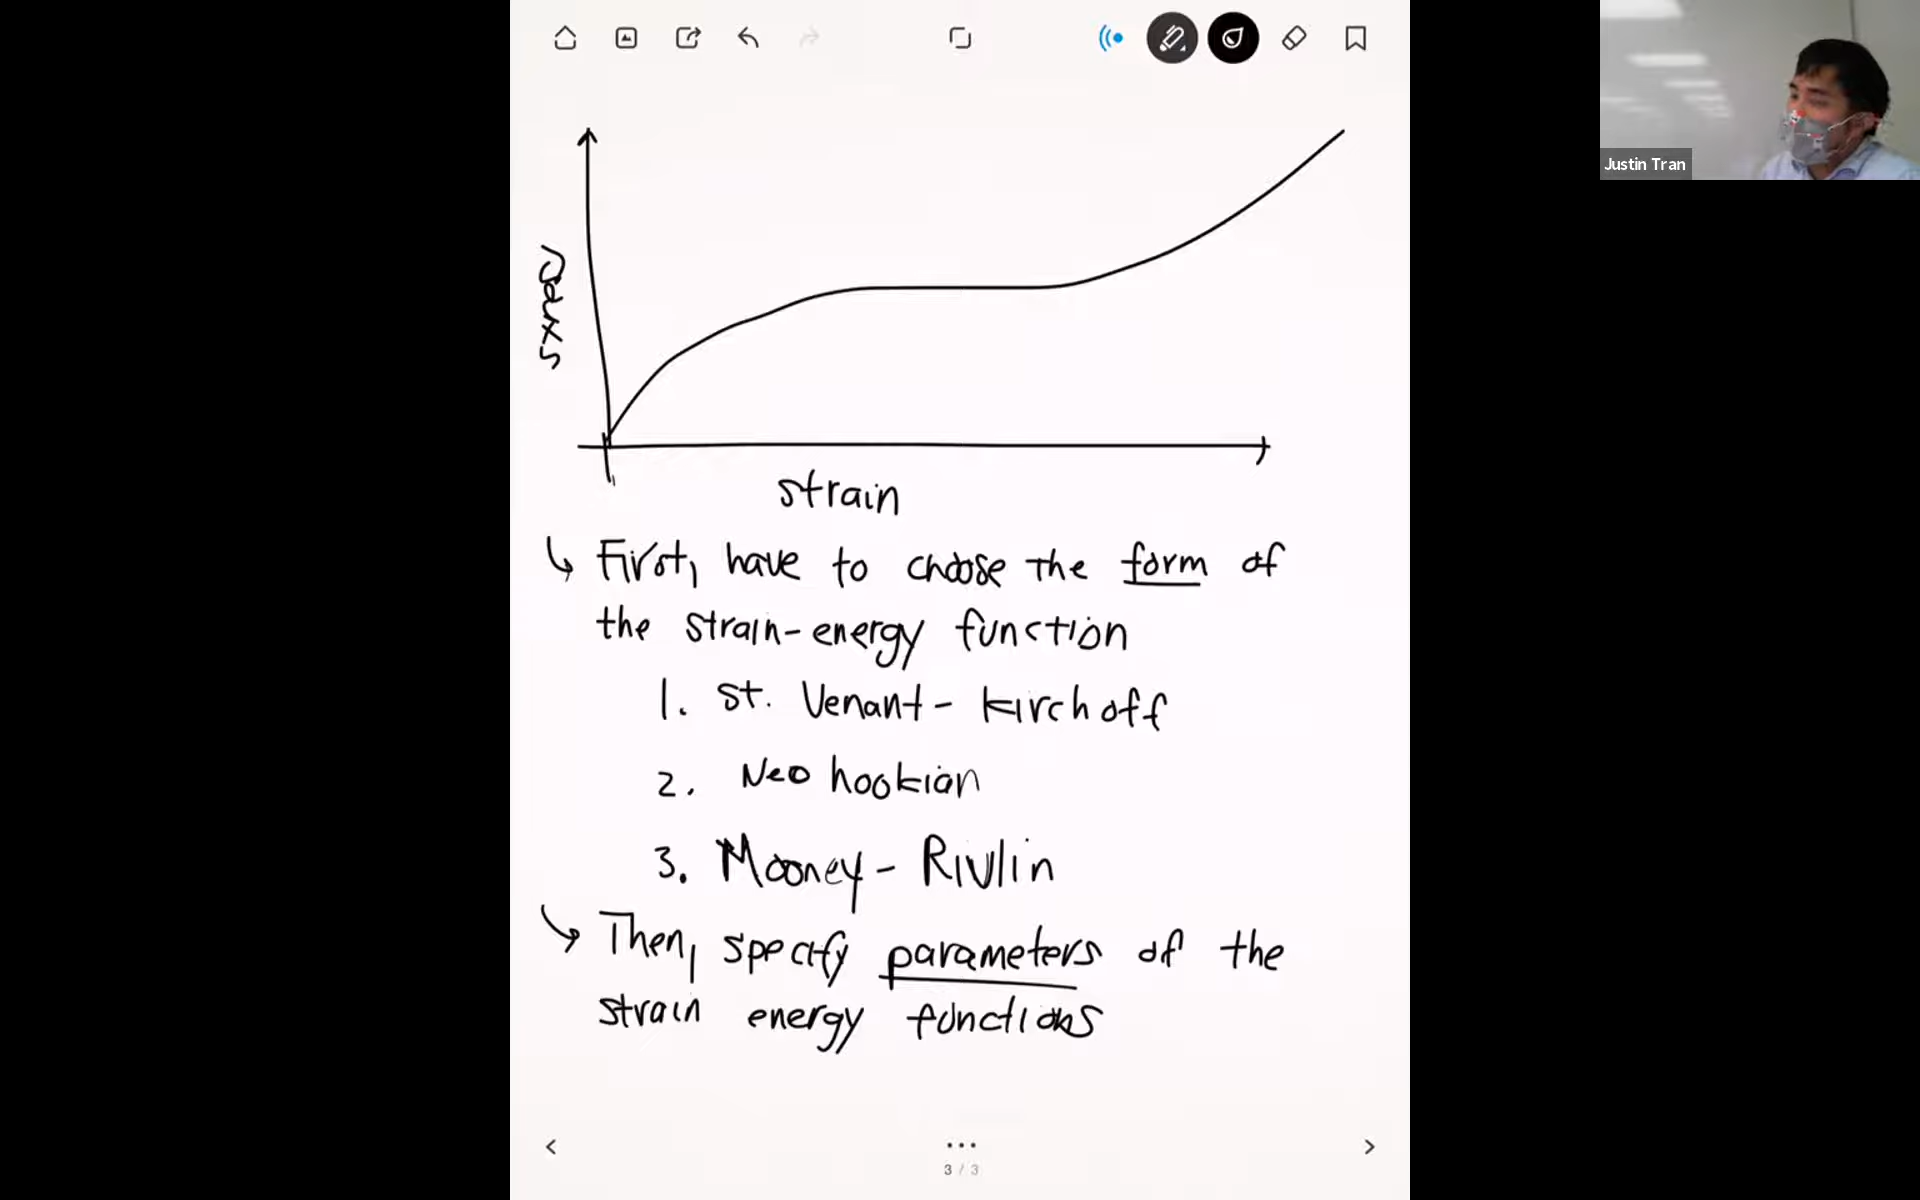 Justin Tran
stress
strain
↳ First, have to choose the form of
the strain-energy function
1. St. Venant - Kirchoff
2. Neo hookian
3. Mooney - Rivlin
↳ Then, specify parameters of the
strain energy functions
3 / 3